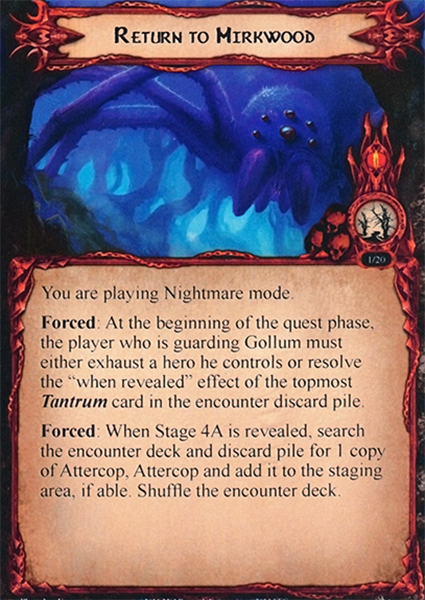 Return to Mirkwood
1/20
You are playing Nightmare mode.
Forced: At the beginning of the quest phase,
the player who is guarding Gollum must
either exhaust a hero he controls or resolve
the “when revealed” effect of the topmost
Tantrum card in the encounter discard pile.
Forced: When Stage 4A is revealed, search
the encounter deck and discard pile for 1 copy
of Attercop, Attercop and add it to the staging
area, if able. Shuffle the encounter deck.